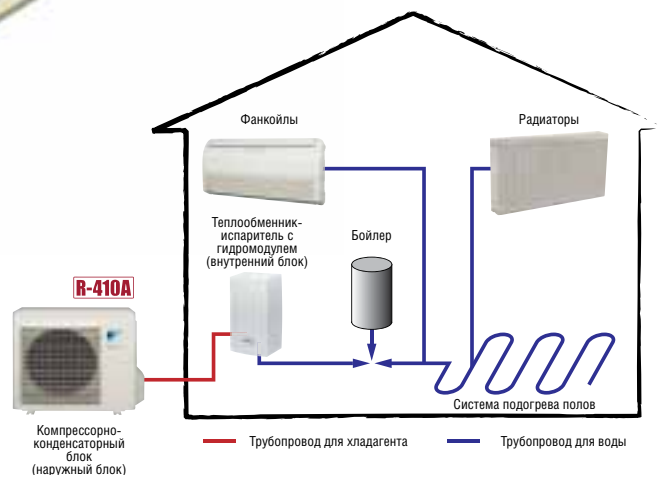 Фанкойлы
Радиаторы
Теплообменник-
испаритель с
гидромодулем
(внутренний блок)
Бойлер
R-410A
Система подогрева полов
Компрессорно-
конденсаторный
блок
(наружный блок)
Трубопровод для хладагента
Трубопровод для воды